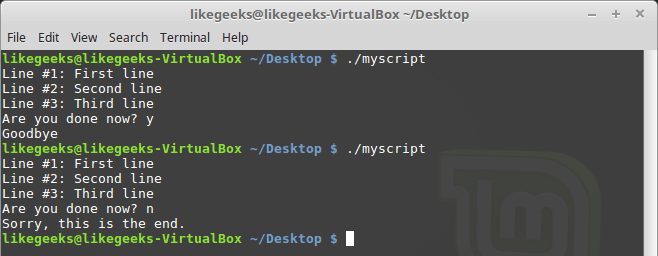 likegeeks@likegeeks-VirtualBox ~/Desktop
File Edit View Search Terminal Help
likegeeks@likegeeks-VirtualBox ~/Desktop $ ./myscript
Line #1: First line
Line #2: Second line
Line #3: Third line
Are you done now? y
Goodbye
likegeeks@likegeeks-VirtualBox ~/Desktop $ ./myscript
Line #1: First line
Line #2: Second line
Line #3: Third line
Are you done now? n
Sorry, this is the end.
likegeeks@likegeeks-VirtualBox ~/Desktop $